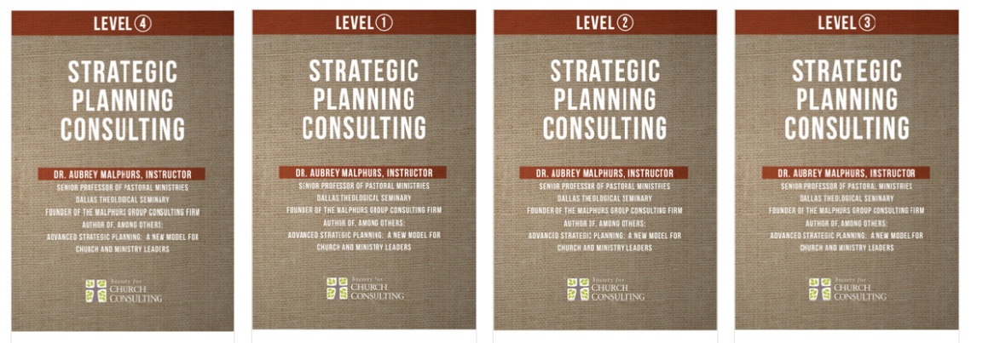 LEVEL 4
STRATEGIC
PLANNING
CONSULTING
DR. AUBREY MALPHURS, INSTRUCTOR
SENIOR PROFESSOR OF PASTORAL MINISTRIES
DALLAS THEOLOGICAL SEMINARY
FOUNDER OF THE MALPHURS GROUP CONSULTING FIRM
AUTHOR OF, AMONG OTHERS:
ADVANCED STRATEGIC PLANNING: A NEW MODEL FOR
CHURCH AND MINISTRY LEADERS
Society for
CHURCH
CONSULTING
LEVEL 1
STRATEGIC
PLANNING
CONSULTING
DR. AUBREY MALPHURS, INSTRUCTOR
SENIOR PROFESSOR OF PASTORAL MINISTRIES
DALLAS THEOLOGICAL SEMINARY
FOUNDER OF THE MALPHURS GROUP CONSULTING FIRM
AUTHOR OF, AMONG OTHERS:
ADVANCED STRATEGIC PLANNING: A NEW MODEL FOR
CHURCH AND MINISTRY LEADERS
Society for
CHURCH
CONSULTING
LEVEL 2
STRATEGIC
PLANNING
CONSULTING
DR. AUBREY MALPHURS, INSTRUCTOR
SENIOR PROFESSOR OF PASTORAL MINISTRIES
DALLAS THEOLOGICAL SEMINARY
FOUNDER OF THE MALPHURS GROUP CONSULTING FIRM
AUTHOR OF, AMONG OTHERS:
ADVANCED STRATEGIC PLANNING: A NEW MODEL FOR
CHURCH AND MINISTRY LEADERS
Society for
CHURCH
CONSULTING
LEVEL 3
STRATEGIC
PLANNING
CONSULTING
DR. AUBREY MALPHURS, INSTRUCTOR
SENIOR PROFESSOR OF PASTORAL MINISTRIES
DALLAS THEOLOGICAL SEMINARY
FOUNDER OF THE MALPHURS GROUP CONSULTING FIRM
AUTHOR OF, AMONG OTHERS:
ADVANCED STRATEGIC PLANNING: A NEW MODEL FOR
CHURCH AND MINISTRY LEADERS
Society for
CHURCH
CONSULTING